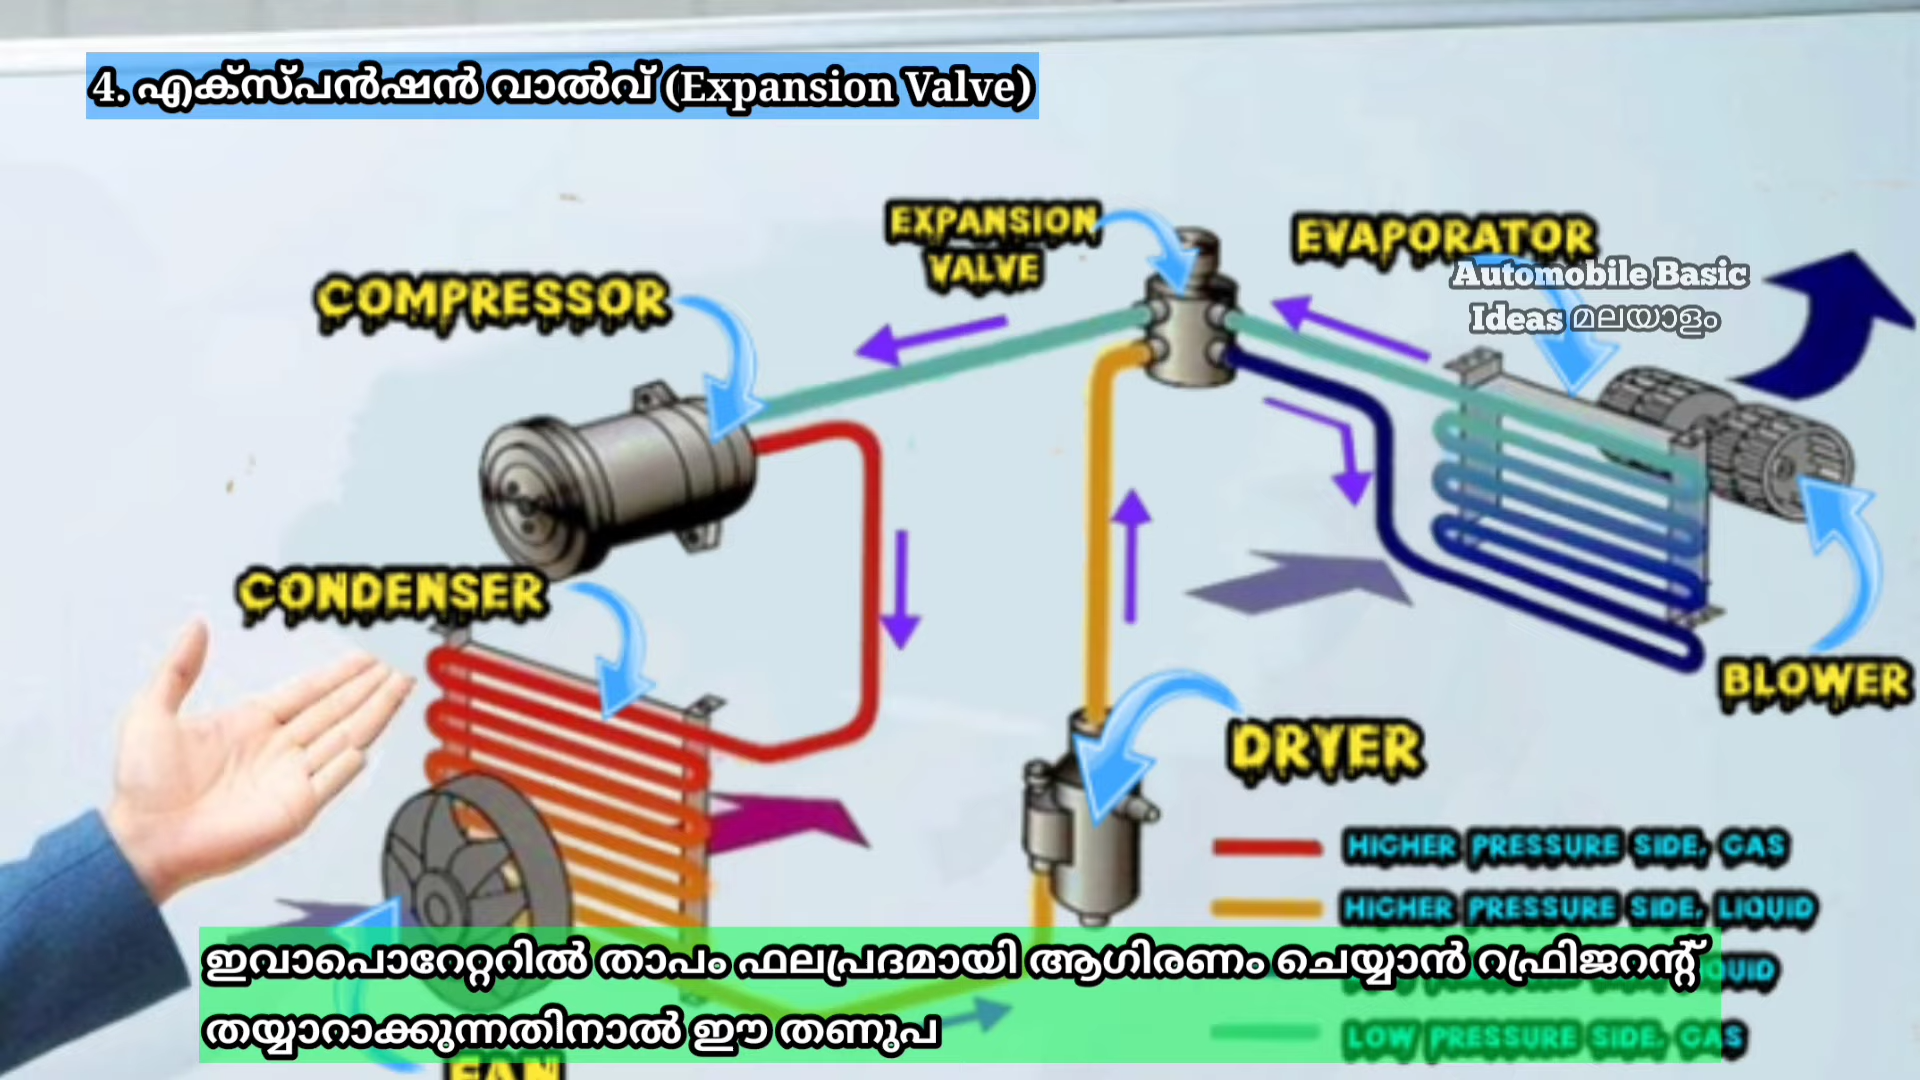 4. എക്സ്പൻഷൻ വാൽവ് (Expansion Valve)
EXPANSION
VALVE
EVAPORATOR
Automobile Basic
Ideas മലയാളം
COMPRESSOR
CONDENSER
BLOWER
DRYER
HIGHER PRESSURE SIDE, GAS
HIGHER PRESSURE SIDE, LIQUID
ഇവാപൊറേറ്ററിൽ താപം ഫലപ്രദമായി ആഗിരണം ചെയ്യാൻ റഫ്രിജറന്റ്
തയ്യാറാക്കുന്നതിനാൽ ഈ തണുപ
LOW PRESSURE SIDE, GAS
FAN